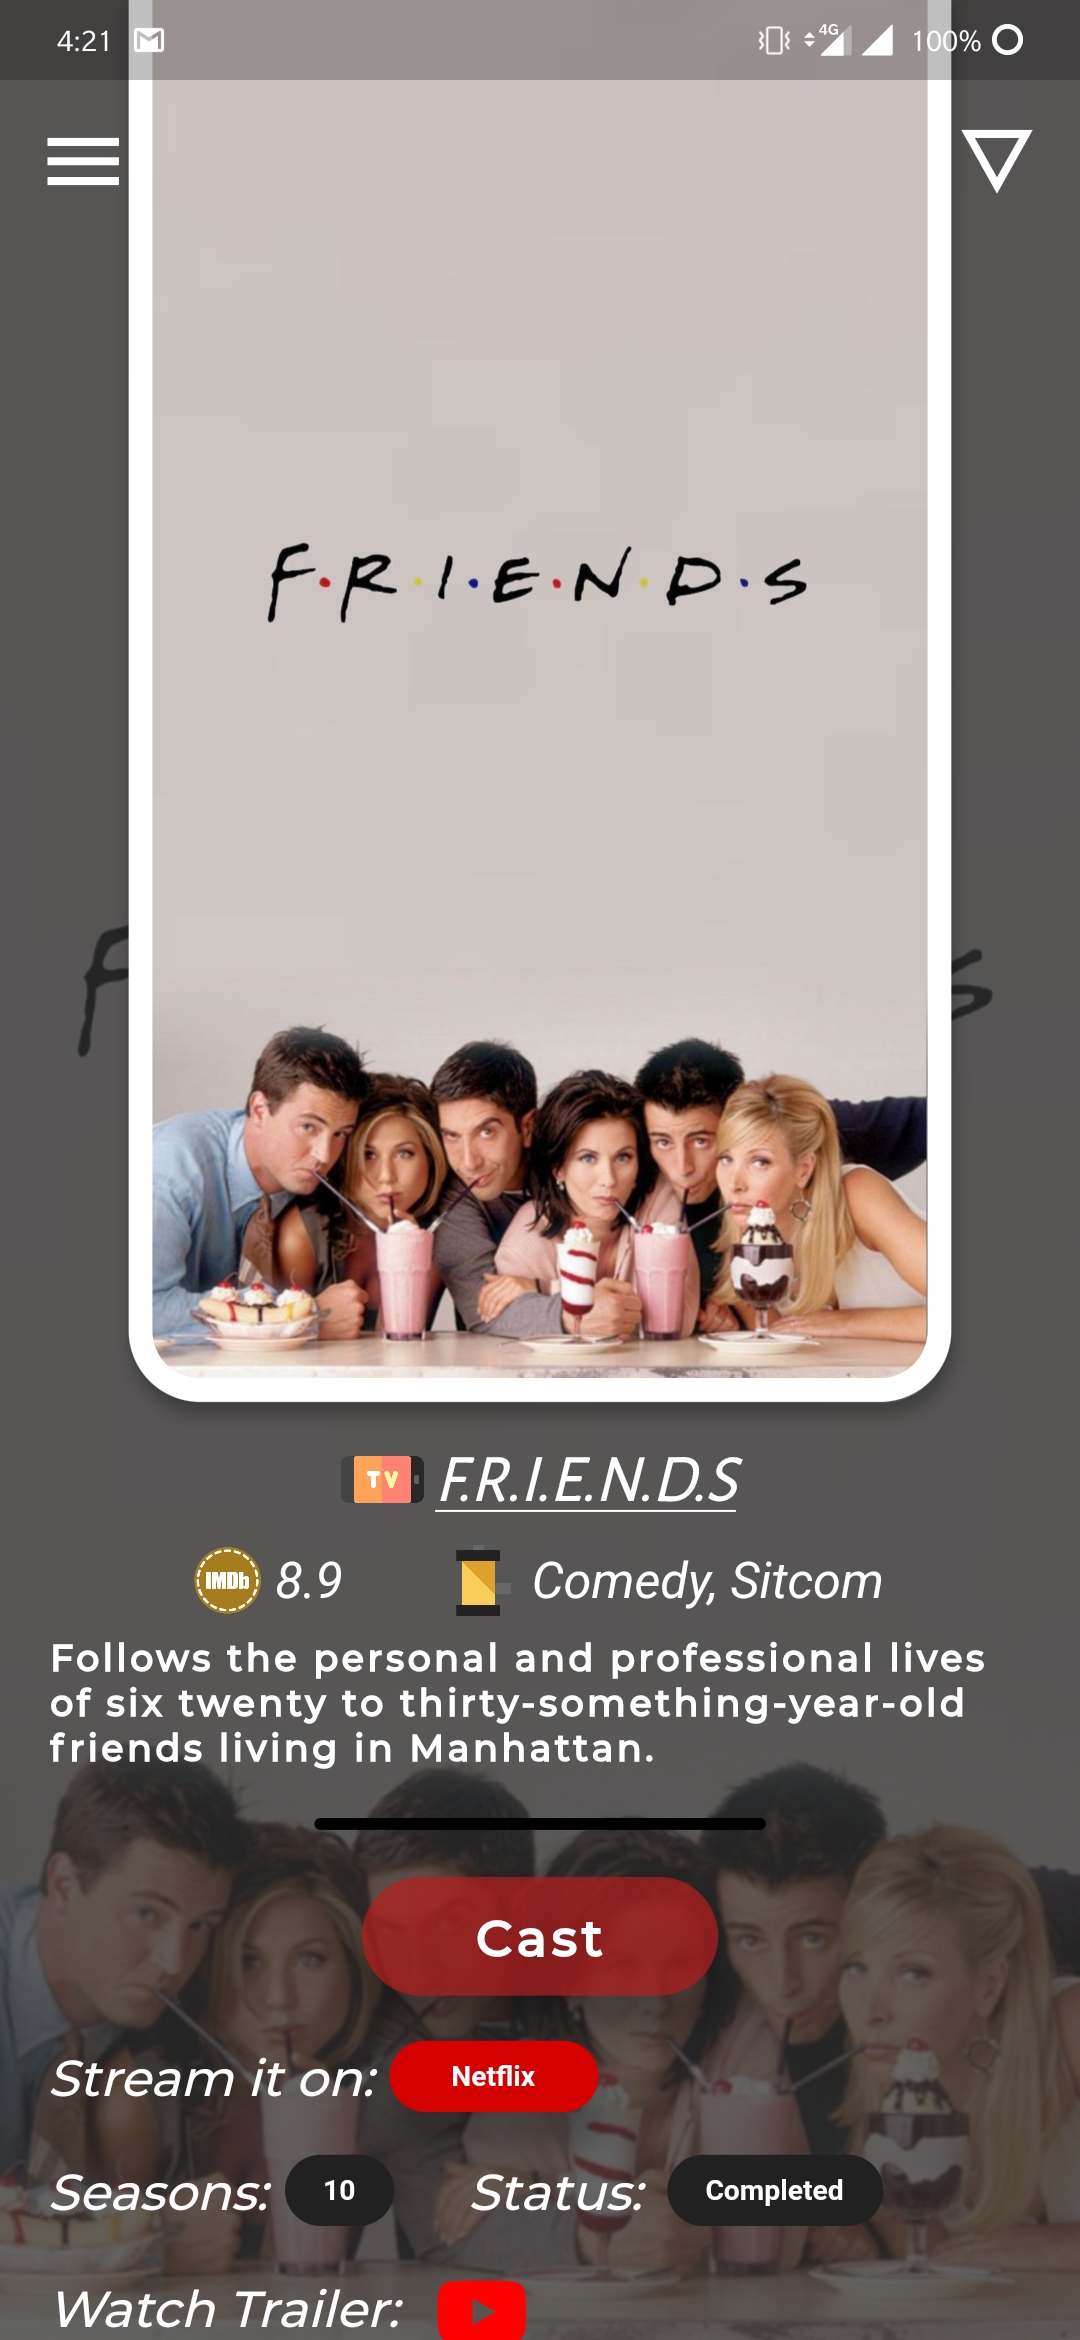 4:21
4G
100%
F•R•I•E•N•D•S
TV
F.R.I.E.N.D.S
IMDb 8.9
Comedy, Sitcom
Follows the personal and professional lives
of six twenty to thirty-something-year-old
friends living in Manhattan.
Cast
Stream it on: Netflix
Seasons: 10 Status: Completed
Watch Trailer: